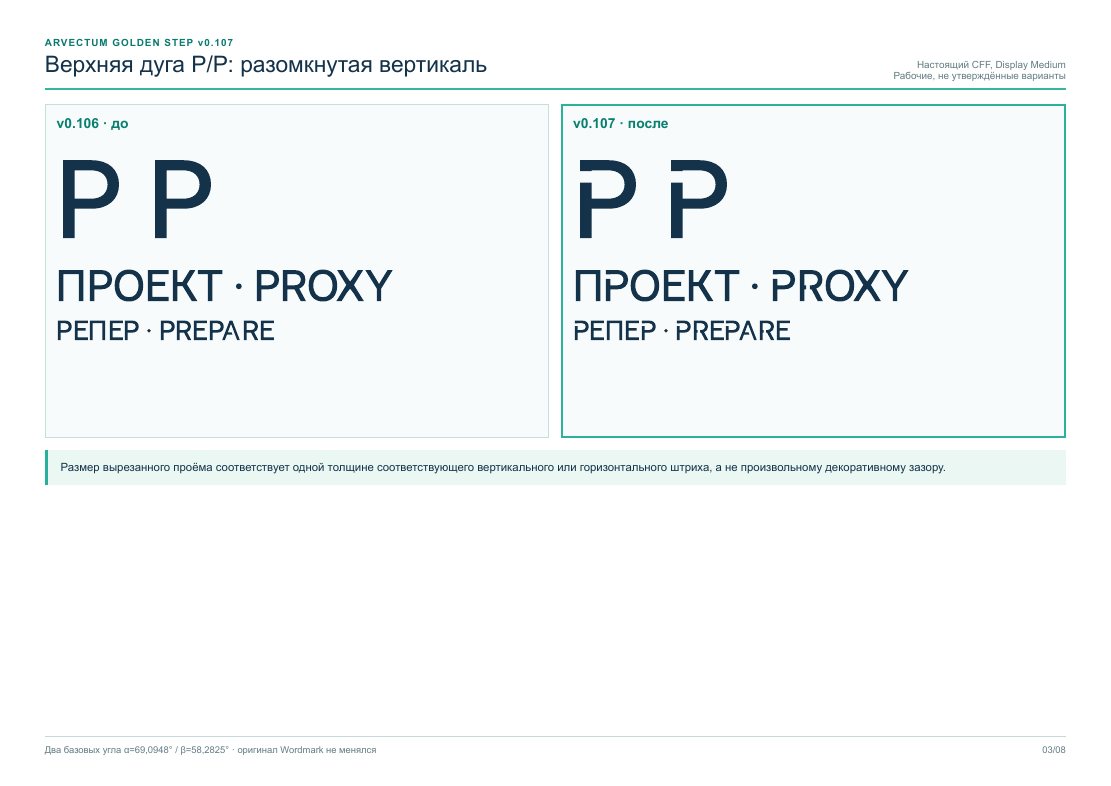 ARVECTUM GOLDEN STEP v0.107
Верхняя дуга Р/P: разомкнутая вертикаль
Настоящий CFF, Display Medium
Рабочие, не утверждённые варианты
v0.106 · до
Р P
ПРОЕКТ · PROXY
РЕПЕР · PREPARE
v0.107 · после
Р P
ПРОЕКТ · PROXY
РЕПЕР · PREPARE
Размер вырезанного проёма соответствует одной толщине соответствующего вертикального или горизонтального штриха, а не произвольному декоративному зазору.
Два базовых угла α=69,0948° / β=58,2825° · оригинал Wordmark не менялся
03/08